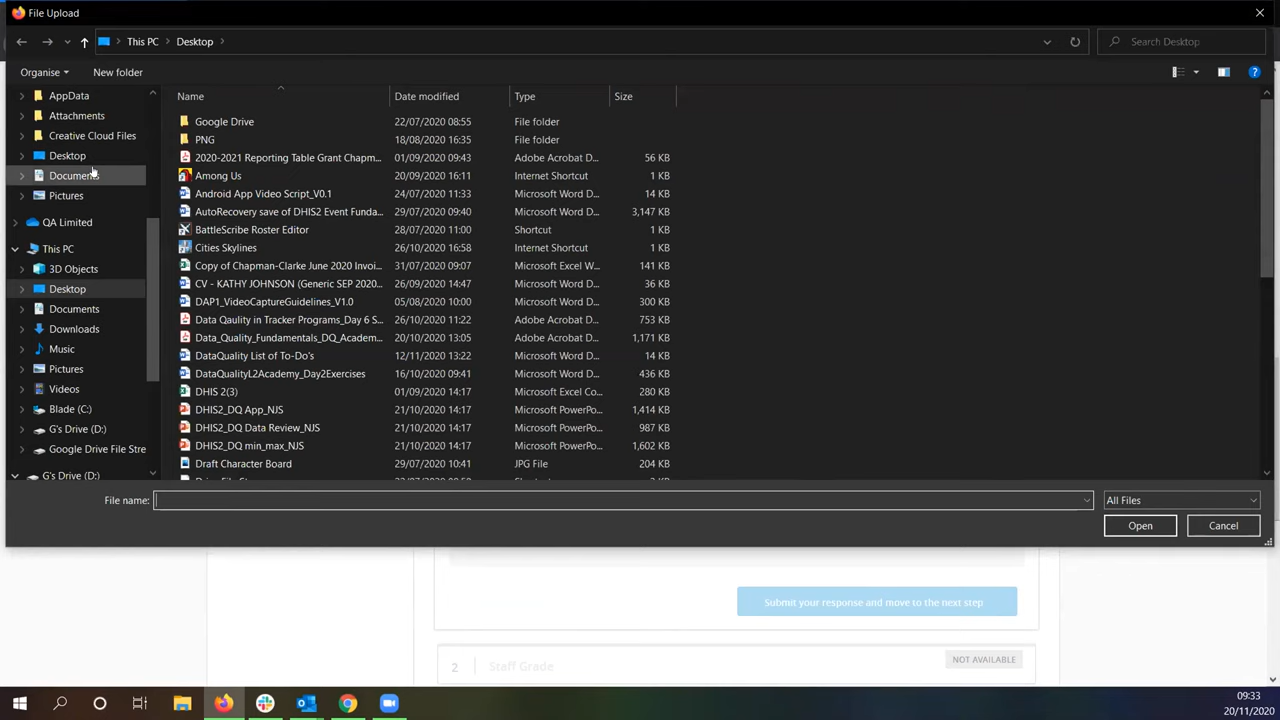 File Upload
This PC > Desktop >
Search Desktop
Organise
New folder
AppData
Attachments
Creative Cloud Files
Desktop
Documents
Pictures
QA Limited
This PC
3D Objects
Desktop
Documents
Downloads
Music
Pictures
Videos
Blade (C:)
G's Drive (D:)
Google Drive File Stre
G's Drive (D:)
Name Date modified Type Size
Google Drive 22/07/2020 08:55 File folder
PNG 18/08/2020 16:35 File folder
2020-2021 Reporting Table Grant Chapm... 01/09/2020 09:43 Adobe Acrobat D... 56 KB
Among Us 20/09/2020 16:11 Internet Shortcut 1 KB
Android App Video Script_V0.1 24/07/2020 11:33 Microsoft Word D... 14 KB
AutoRecovery save of DHIS2 Event Funda... 29/07/2020 09:40 Microsoft Word D... 3,147 KB
BattleScribe Roster Editor 28/07/2020 11:00 Shortcut 1 KB
Cities Skylines 26/10/2020 16:58 Internet Shortcut 1 KB
Copy of Chapman-Clarke June 2020 Invoi... 31/07/2020 09:07 Microsoft Excel W... 141 KB
CV - KATHY JOHNSON (Generic SEP 2020... 26/09/2020 14:47 Microsoft Word D... 36 KB
DAP1_VideoCaptureGuidelines_V1.0 05/08/2020 10:00 Microsoft Word D... 300 KB
Data Qaulity in Tracker Programs_Day 6 S... 26/10/2020 11:22 Adobe Acrobat D... 753 KB
Data_Quality_Fundamentals_DQ_Academ... 20/10/2020 13:05 Adobe Acrobat D... 1,171 KB
DataQuality List of To-Do's 12/11/2020 13:22 Microsoft Word D... 14 KB
DataQualityL2Academy_Day2Exercises 16/10/2020 09:41 Microsoft Word D... 436 KB
DHIS 2(3) 01/09/2020 14:17 Microsoft Excel Co... 280 KB
DHIS2_DQ App_NJS 21/10/2020 14:17 Microsoft PowerPo... 1,414 KB
DHIS2_DQ Data Review_NJS 21/10/2020 14:17 Microsoft PowerPo... 987 KB
DHIS2_DQ min_max_NJS 21/10/2020 14:17 Microsoft PowerPo... 1,602 KB
Draft Character Board 29/07/2020 10:41 JPG File 204 KB
File name:
All Files
Open
Cancel
Submit your response and move to the next step
2 Staff Grade
NOT AVAILABLE
09:33
20/11/2020